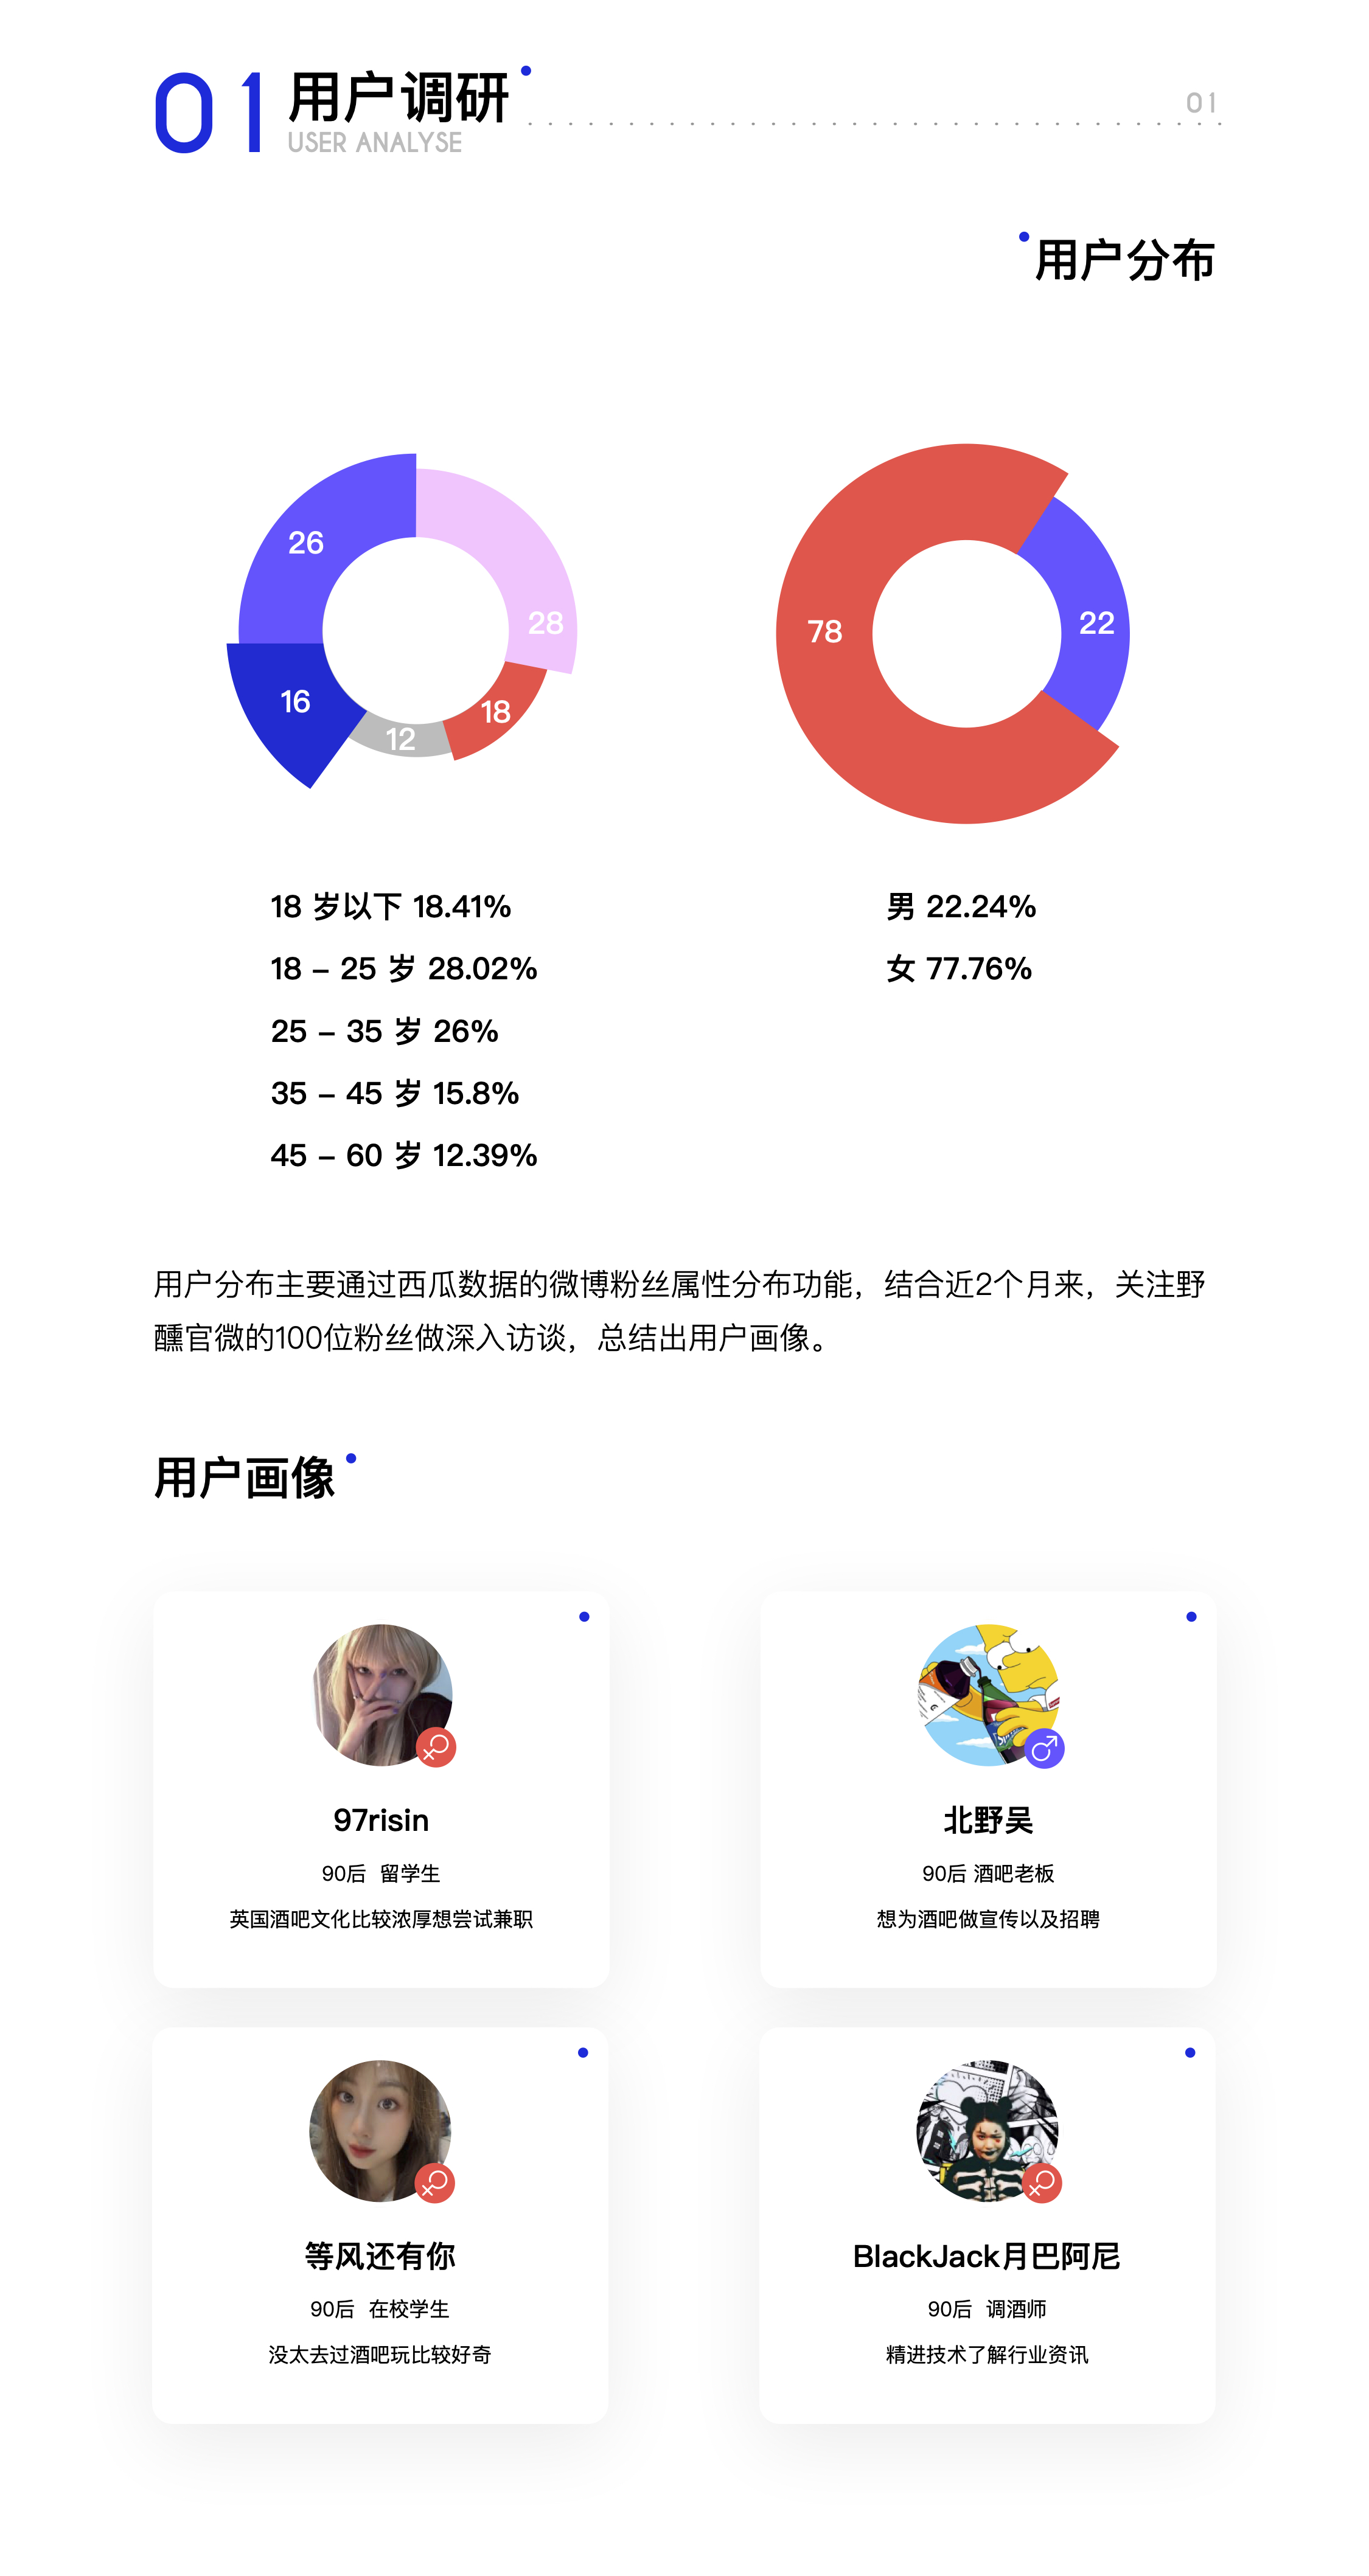 01 用户调研
USER ANALYSE
01
用户分布
26
28
16
18
12
78
22
18 岁以下 18.41%
18 – 25 岁 28.02%
25 – 35 岁 26%
35 – 45 岁 15.8%
45 – 60 岁 12.39%
男 22.24%
女 77.76%
用户分布主要通过西瓜数据的微博粉丝属性分布功能，结合近2个月来，关注野
醺官微的100位粉丝做深入访谈，总结出用户画像。
用户画像
97risin
90后 留学生
英国酒吧文化比较浓厚想尝试兼职
北野吴
90后 酒吧老板
想为酒吧做宣传以及招聘
等风还有你
90后 在校学生
没太去过酒吧玩比较好奇
BlackJack月巴阿尼
90后 调酒师
精进技术了解行业资讯